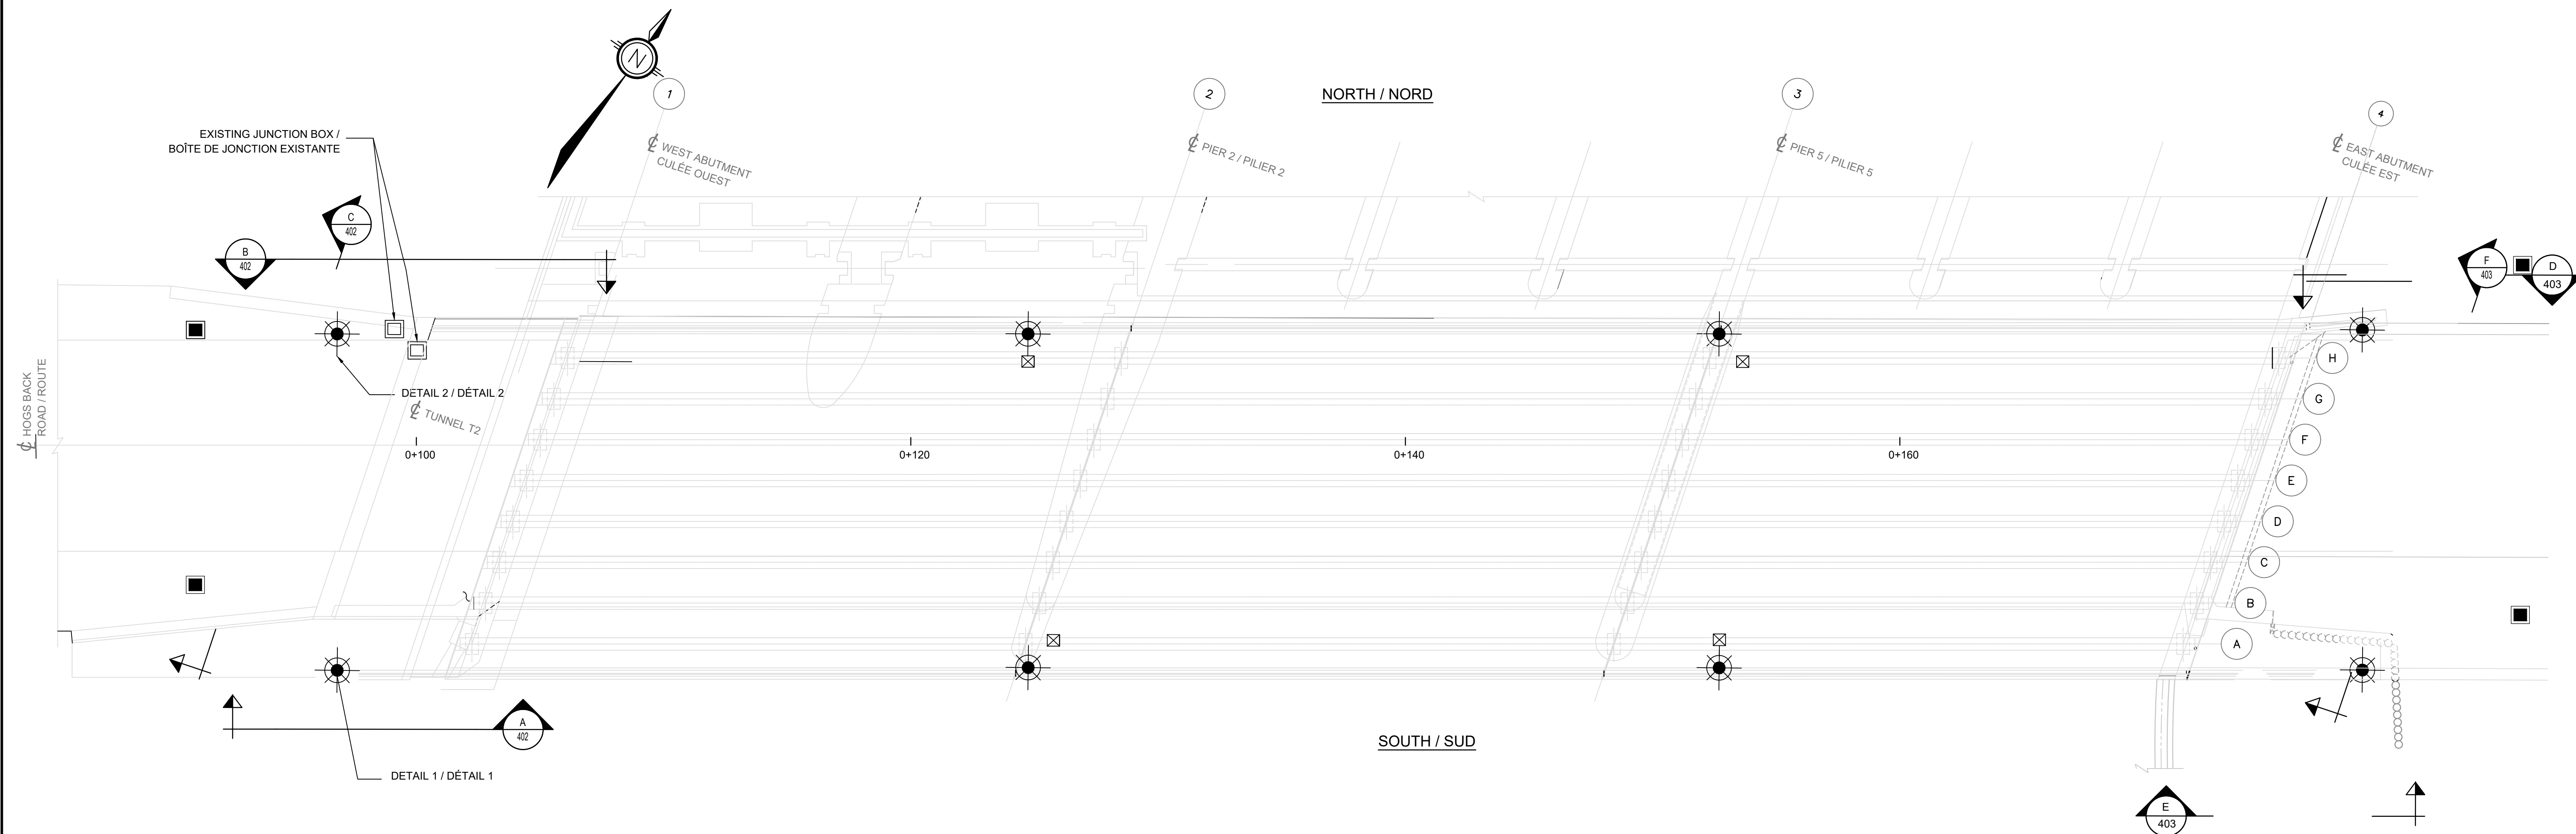 N
1
2
NORTH / NORD
3
4
EXISTING JUNCTION BOX /
BOÎTE DE JONCTION EXISTANTE
℄ WEST ABUTMENT
CULÉE OUEST
℄ PIER 2 / PILIER 2
℄ PIER 5 / PILIER 5
℄ EAST ABUTMENT
CULÉE EST
C
402
B
402
F
403
D
403
℄ HOGS BACK
ROAD / ROUTE
DETAIL 2 / DÉTAIL 2
℄ TUNNEL T2
0+100
0+120
0+140
0+160
H
G
F
E
D
C
B
A
A
402
SOUTH / SUD
DETAIL 1 / DÉTAIL 1
E
403